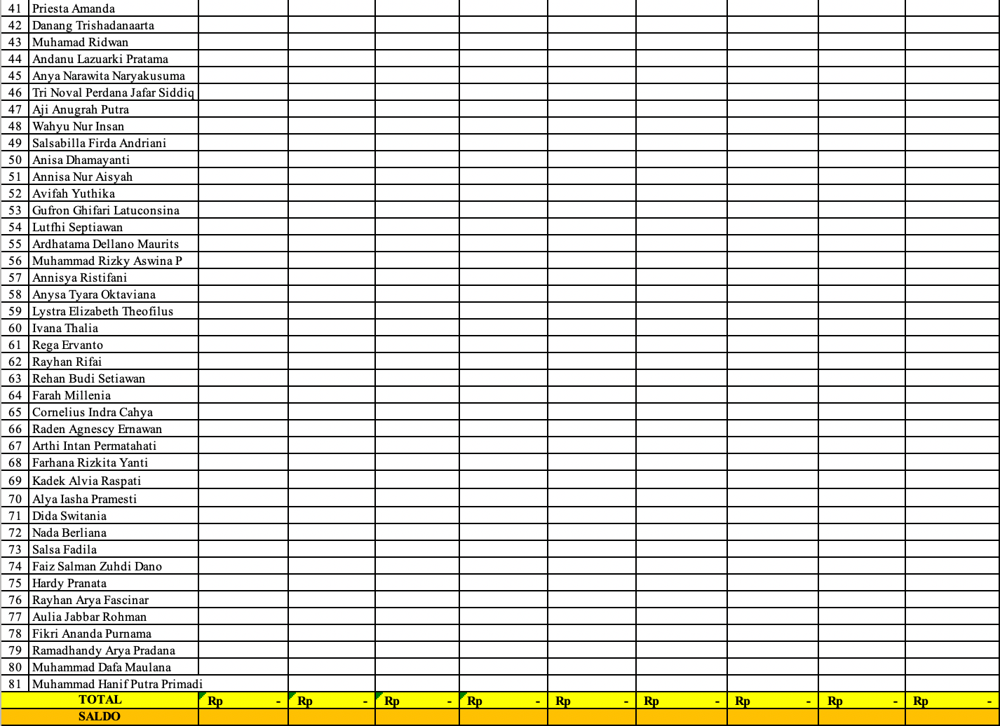 41 Priesta Amanda
42 Danang Trishadanaarta
43 Muhamad Ridwan
44 Andanu Lazuarki Pratama
45 Anya Narawita Naryakusuma
46 Tri Noval Perdana Jafar Siddiq
47 Aji Anugrah Putra
48 Wahyu Nur Insan
49 Salsabilla Firda Andriani
50 Anisa Dhamayanti
51 Annisa Nur Aisyah
52 Avifah Yuthika
53 Gufron Ghifari Latuconsina
54 Lutfhi Septiawan
55 Ardhatama Dellano Maurits
56 Muhammad Rizky Aswina P
57 Annisya Ristifani
58 Anysa Tyara Oktaviana
59 Lystra Elizabeth Theofilus
60 Ivana Thalia
61 Rega Ervanto
62 Rayhan Rifai
63 Rehan Budi Setiawan
64 Farah Millenia
65 Cornelius Indra Cahya
66 Raden Agnescy Ernawan
67 Arthi Intan Permatahati
68 Farhana Rizkita Yanti
69 Kadek Alvia Raspati
70 Alya Iasha Pramesti
71 Dida Switania
72 Nada Berliana
73 Salsa Fadila
74 Faiz Salman Zuhdi Dano
75 Hardy Pranata
76 Rayhan Arya Fascinar
77 Aulia Jabbar Rohman
78 Fikri Ananda Purnama
79 Ramadhandy Arya Pradana
80 Muhammad Dafa Maulana
81 Muhammad Hanif Putra Primadi
TOTAL Rp - Rp - Rp - Rp - Rp - Rp - Rp - Rp - Rp -
SALDO